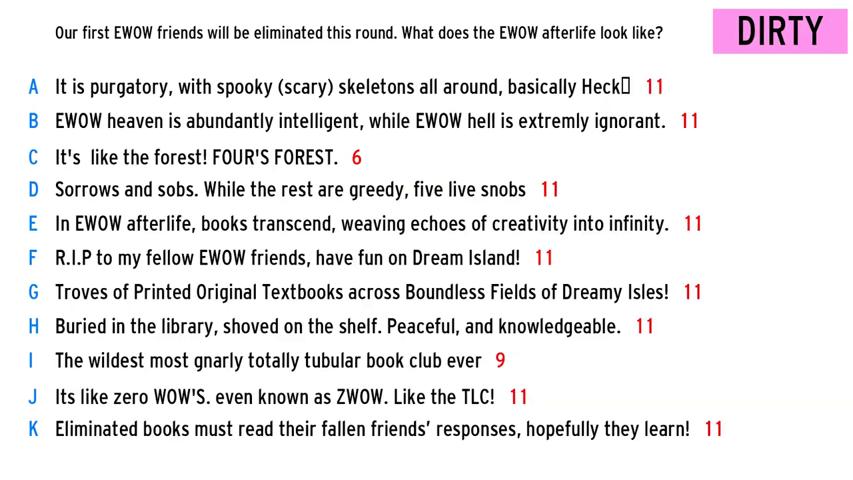 Our first EWOW friends will be eliminated this round. What does the EWOW afterlife look like?
DIRTY
A It is purgatory, with spooky (scary) skeletons all around, basically Heck▯ 11
B EWOW heaven is abundantly intelligent, while EWOW hell is extremly ignorant. 11
C It's like the forest! FOUR'S FOREST. 6
D Sorrows and sobs. While the rest are greedy, five live snobs 11
E In EWOW afterlife, books transcend, weaving echoes of creativity into infinity. 11
F R.I.P to my fellow EWOW friends, have fun on Dream Island! 11
G Troves of Printed Original Textbooks across Boundless Fields of Dreamy Isles! 11
H Buried in the library, shoved on the shelf. Peaceful, and knowledgeable. 11
I The wildest most gnarly totally tubular book club ever 9
J Its like zero WOW'S. even known as ZWOW. Like the TLC! 11
K Eliminated books must read their fallen friends’ responses, hopefully they learn! 11